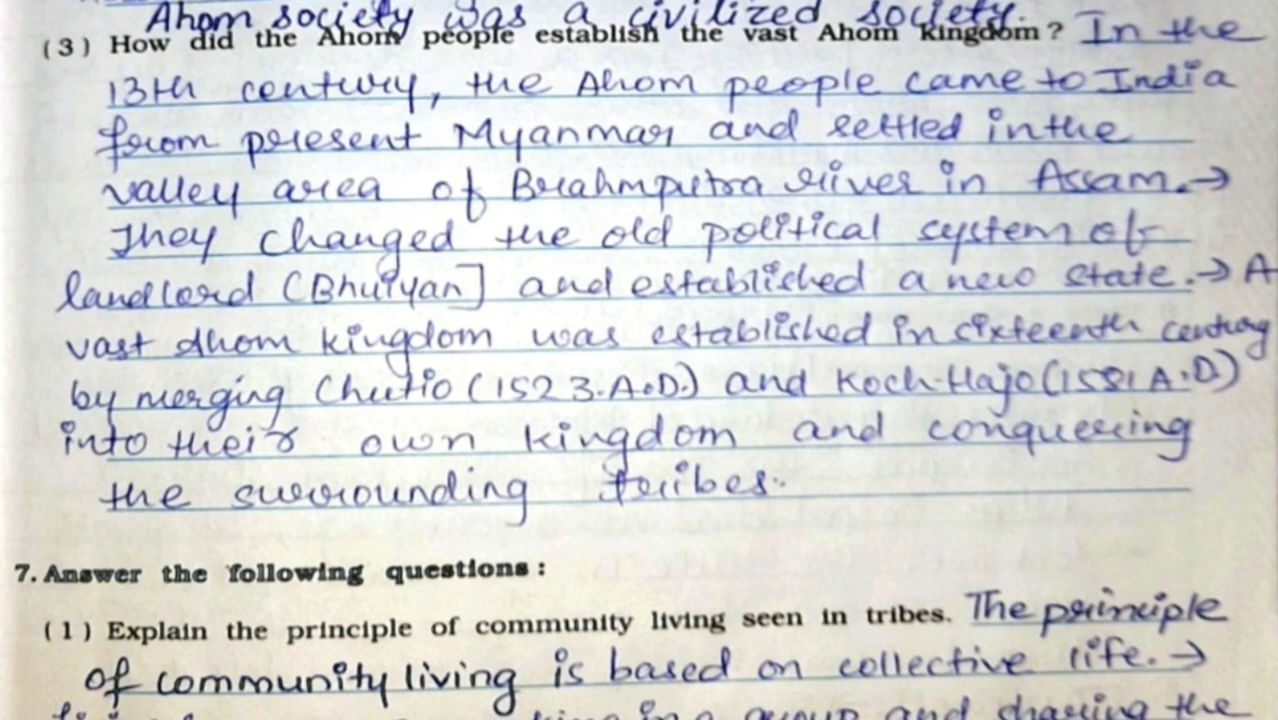 Ahom society was a civilized society.
(3) How did the Ahom people establish the vast Ahom kingdom? In the
13th century, the Ahom people came to India
from present Myanmar and settled in the
valley area of Brahmputra river in Assam.→
They changed the old political system of
landlord (Bhuiyan] and established a new state.→ A
vast Ahom kingdom was established in sixteenth century
by merging Chutio (1523.A.D.) and Koch-Hajo (1581 A.D)
into their own kingdom and conquering
the surrounding tribes.
7. Answer the following questions :
(1) Explain the principle of community living seen in tribes. The principle
of community living is based on collective life.→
in a group and sharing the